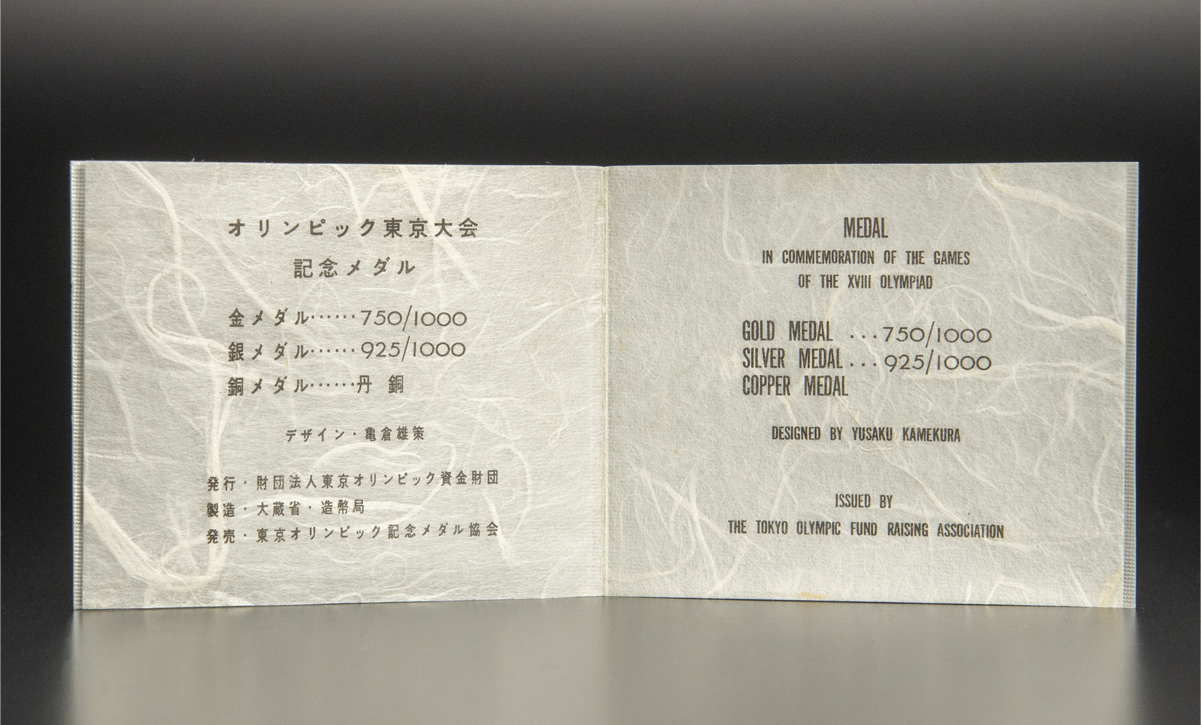 オリンピック東京大会
記念メダル
金メダル······750/1000
銀メダル······925/1000
銅メダル······丹 銅
デザイン・亀倉雄策
発行・財団法人東京オリンピック資金財団
製造・大蔵省・造幣局
発売・東京オリンピック記念メダル協会
MEDAL
IN COMMEMORATION OF THE GAMES
OF THE XVIII OLYMPIAD
GOLD MEDAL ...750/1000
SILVER MEDAL ...925/1000
COPPER MEDAL
DESIGNED BY YUSAKU KAMEKURA
ISSUED BY
THE TOKYO OLYMPIC FUND RAISING ASSOCIATION